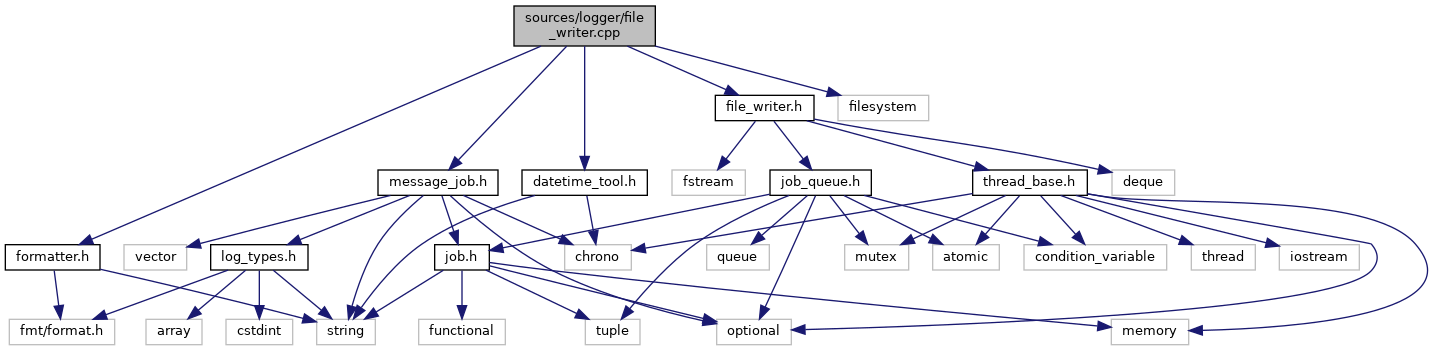 sources/logger/file
_writer.cpp
file_writer.h
filesystem
message_job.h
datetime_tool.h
fstream
job_queue.h
thread_base.h
deque
formatter.h
vector
log_types.h
job.h
chrono
queue
mutex
atomic
condition_variable
thread
iostream
fmt/format.h
array
cstdint
string
functional
tuple
optional
memory